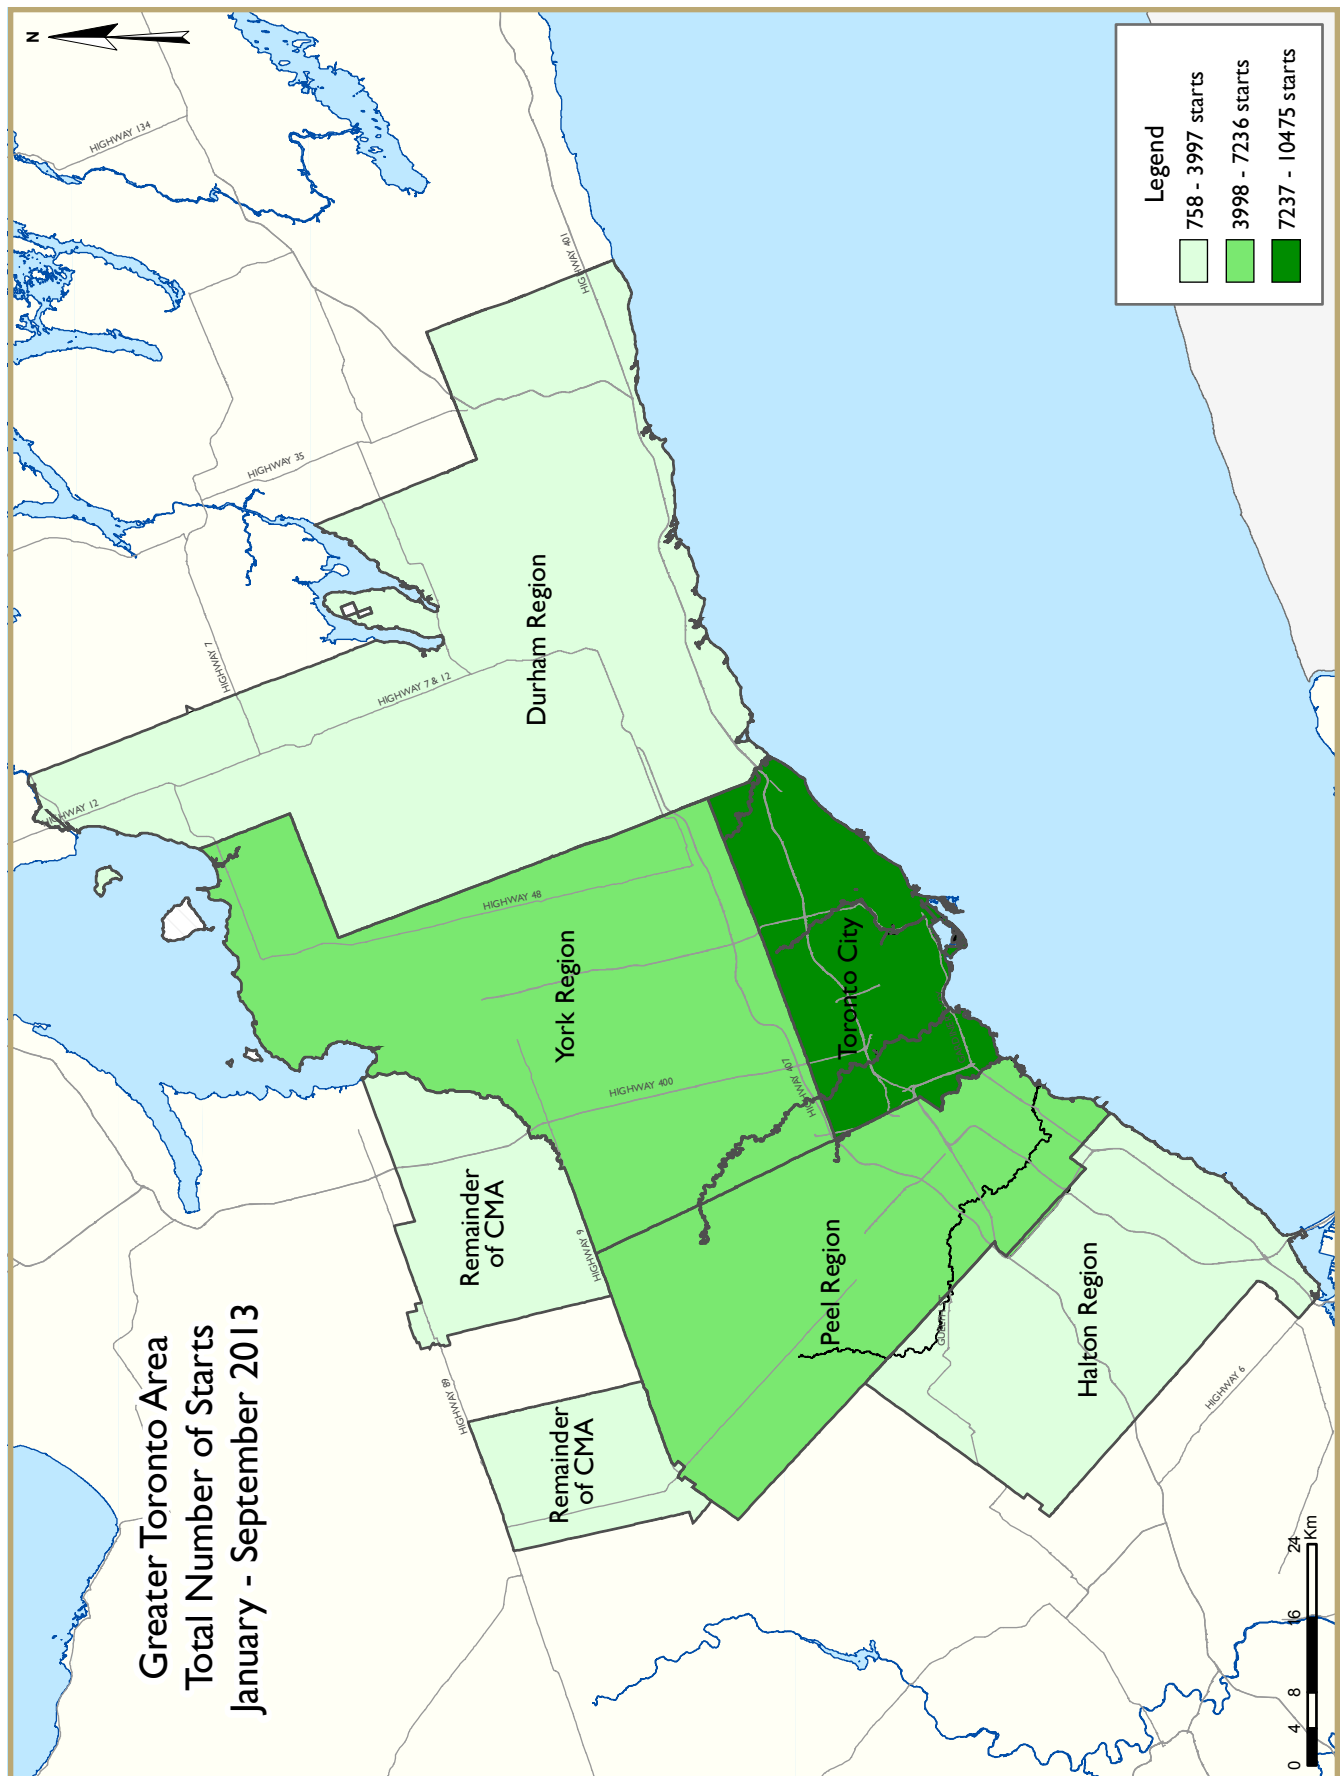 Greater Toronto Area
Total Number of Starts
January - September 2013
N
HIGHWAY 134
HIGHWAY 401
HIGHWAY 35
HIGHWAY 7
HIGHWAY 7 & 12
HIGHWAY 12
Durham Region
HIGHWAY 48
York Region
HIGHWAY 400
HIGHWAY 407
Toronto City
Remainder
of CMA
HIGHWAY 9
HIGHWAY 89
Remainder
of CMA
Peel Region
Halton Region
HIGHWAY 6
Legend
758 - 3997 starts
3998 - 7236 starts
7237 - 10475 starts
0 4 8 16 24
Km